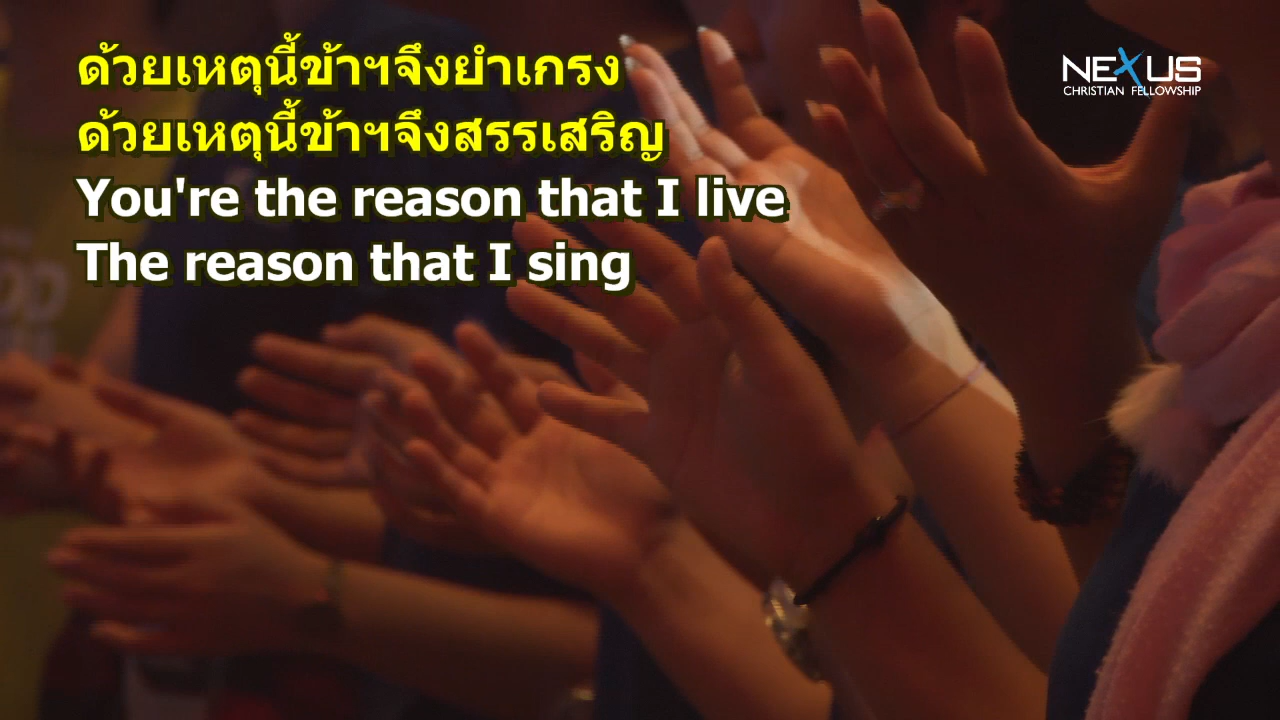 ด้วยเหตุนี้ข้าฯจึงยำเกรง
ด้วยเหตุนี้ข้าฯจึงสรรเสริญ
You're the reason that I live
The reason that I sing
NEXUS
CHRISTIAN FELLOWSHIP